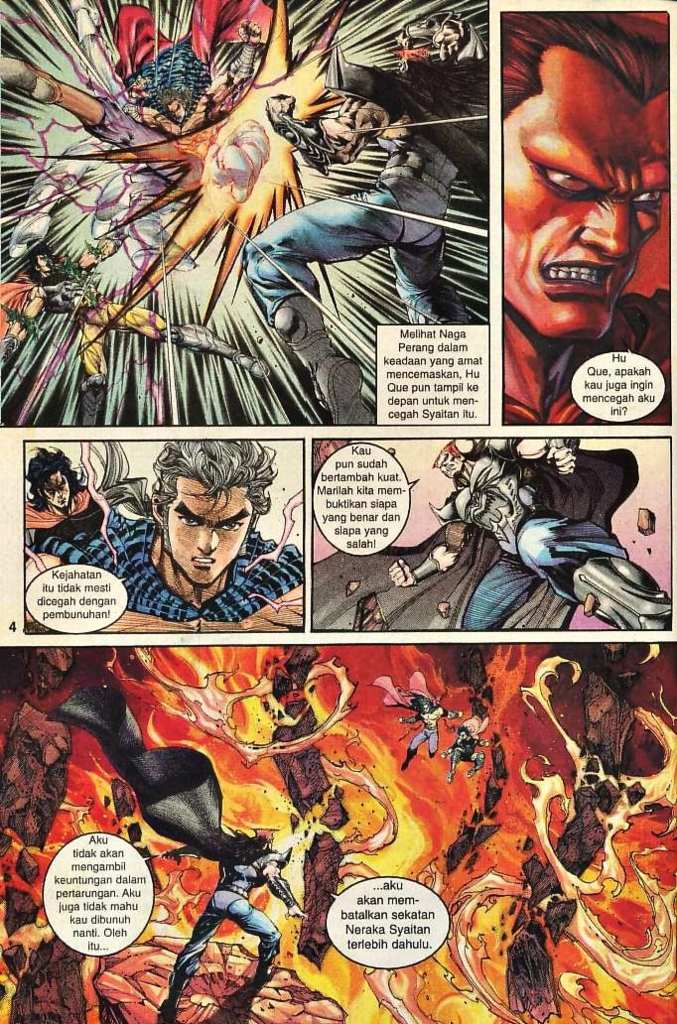 Melihat Naga
Perang dalam
keadaan yang amat
mencemaskan, Hu
Que pun tampil ke
depan untuk men-
cegah Syaitan itu.
Hu
Que, apakah
kau juga ingin
mencegah aku
ini?
Kejahatan
itu tidak mesti
dicegah dengan
pembunuhan!
Kau
pun sudah
bertambah kuat.
Marilah kita mem-
buktikan siapa
yang benar dan
siapa yang
salah!
4
Aku
tidak akan
mengambil
keuntungan dalam
pertarungan. Aku
juga tidak mahu
kau dibunuh
nanti. Oleh
itu...
...aku
akan mem-
batalkan sekatan
Neraka Syaitan
terlebih dahulu.